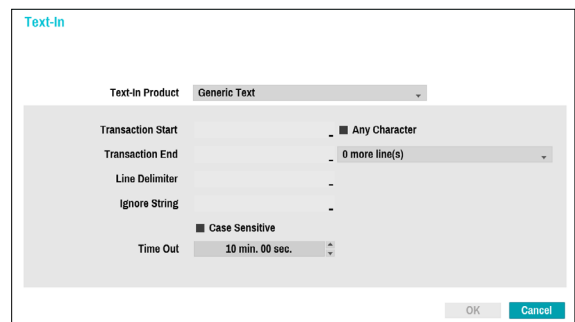 Text-In
Text-In Product Generic Text
Transaction Start Any Character
Transaction End 0 more line(s)
Line Delimiter
Ignore String
Case Sensitive
Time Out 10 min. 00 sec.
OK Cancel